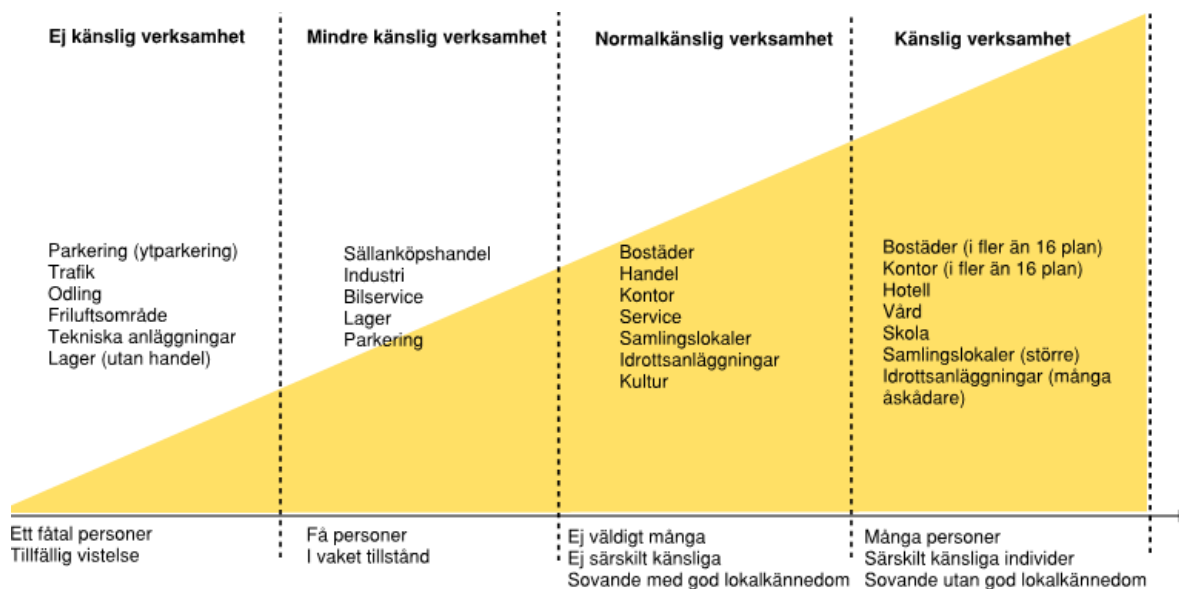 Ej känslig verksamhet
Mindre känslig verksamhet
Normalkänslig verksamhet
Känslig verksamhet
Parkering (ytparkering)
Trafik
Odling
Friluftsområde
Tekniska anläggningar
Lager (utan handel)
Sällanköpshandel
Industri
Bilservice
Lager
Parkering
Bostäder
Handel
Kontor
Service
Samlingslokaler
Idrottsanläggningar
Kultur
Bostäder (i fler än 16 plan)
Kontor (i fler än 16 plan)
Hotell
Vård
Skola
Samlingslokaler (större)
Idrottsanläggningar (många
åskådare)
Ett fåtal personer
Tillfällig vistelse
Få personer
I vaket tillstånd
Ej väldigt många
Ej särskilt känsliga
Sovande med god lokalkännedom
Många personer
Särskilt känsliga individer
Sovande utan god lokalkännedom